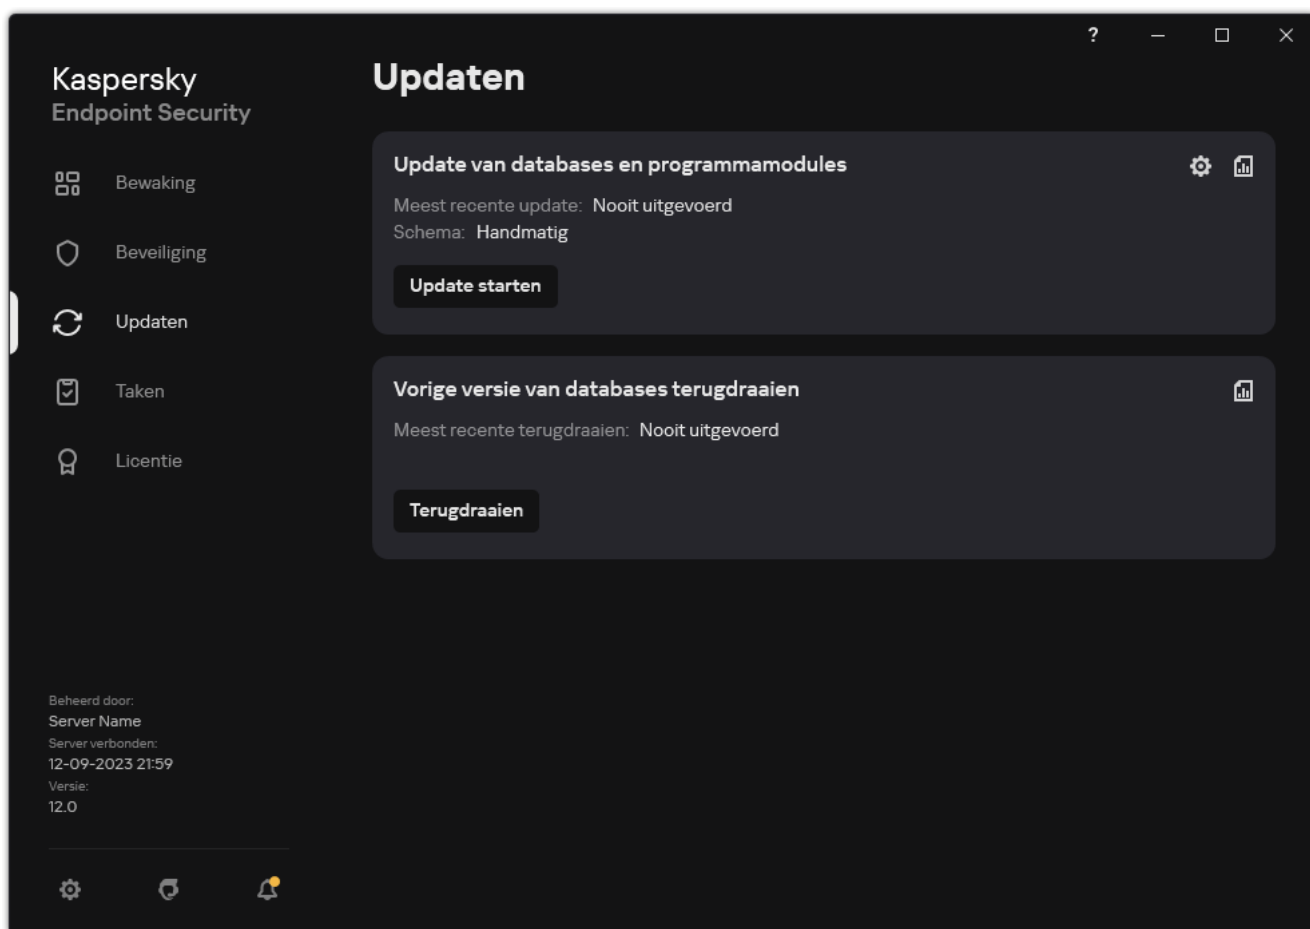 ?
Kaspersky
Endpoint Security
Bewaking
Beveiliging
Updaten
Taken
Licentie
Beheerd door:
Server Name
Server verbonden:
12-09-2023 21:59
Versie:
12.0
Updaten
Update van databases en programmamodules
Meest recente update: Nooit uitgevoerd
Schema: Handmatig
Update starten
Vorige versie van databases terugdraaien
Meest recente terugdraaien: Nooit uitgevoerd
Terugdraaien